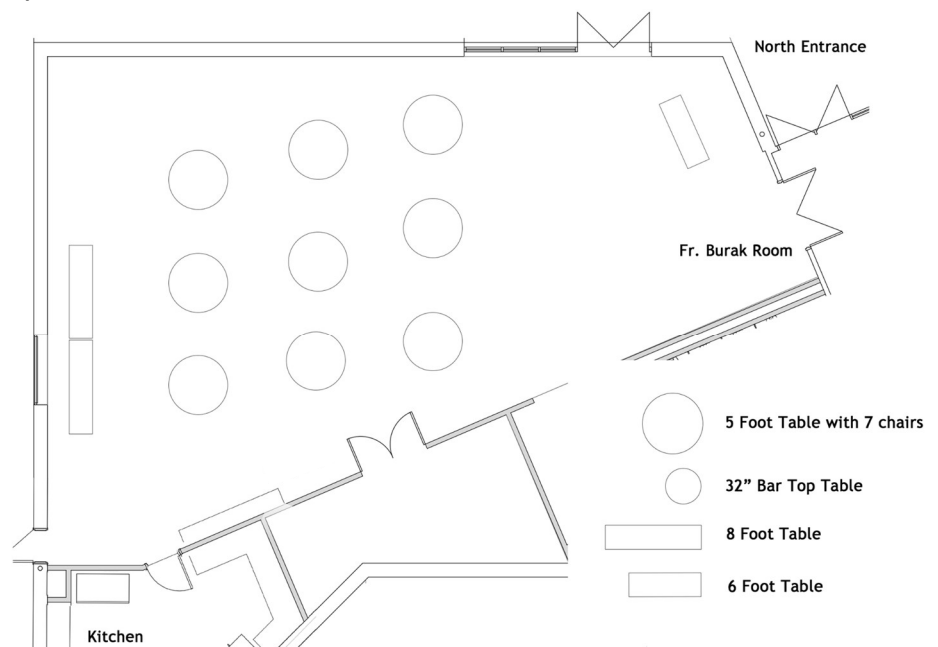 North Entrance
Fr. Burak Room
5 Foot Table with 7 chairs
32” Bar Top Table
8 Foot Table
6 Foot Table
Kitchen